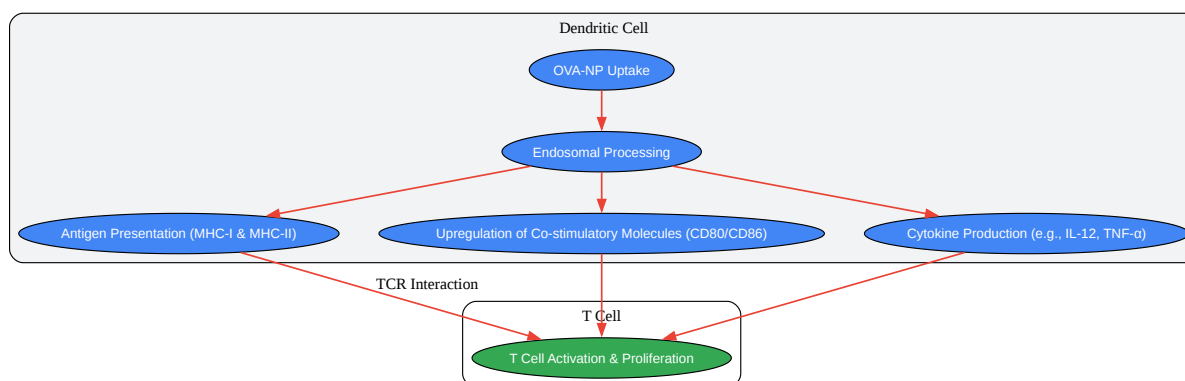 Dendritic Cell
OVA-NP Uptake
Endosomal Processing
Antigen Presentation (MHC-I & MHC-II)
Upregulation of Co-stimulatory Molecules (CD80/CD86)
Cytokine Production (e.g., IL-12, TNF-α)
TCR Interaction
T Cell
T Cell Activation & Proliferation